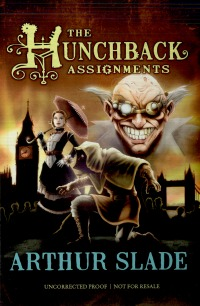 THE
HUNCHBACK
ASSIGNMENTS
ARTHUR SLADE
UNCORRECTED PROOF | NOT FOR RESALE